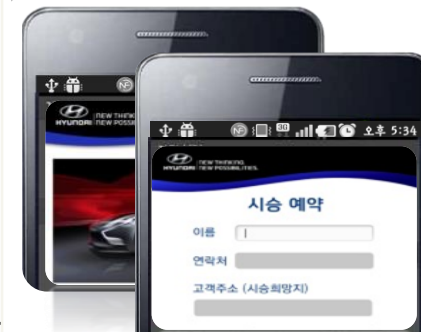 HYUNDAI
NEW THINKING.
NEW POSSIBILITIES.
30
오후 5:34
HYUNDAI
NEW THINKING.
NEW POSSIBILITIES.
시승 예약
이름
연락처
고객주소 (시승희망지)